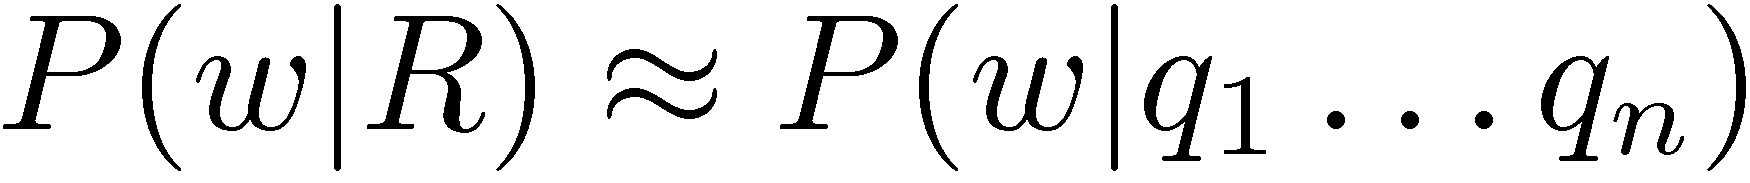 P(w|R) ≈ P(w|q₁ . . . qₙ)